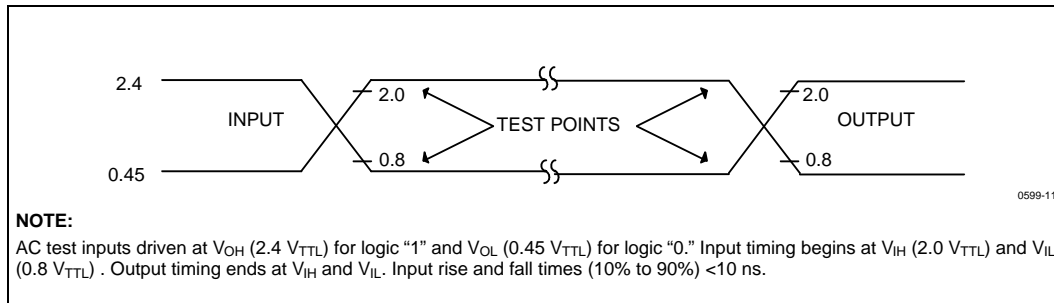 2.4
2.0
2.0
INPUT
TEST POINTS
OUTPUT
0.8
0.8
0.45
0599-11
NOTE:
AC test inputs driven at VOH (2.4 VTTL) for logic “1” and VOL (0.45 VTTL) for logic “0.” Input timing begins at VIH (2.0 VTTL) and VIL
(0.8 VTTL) . Output timing ends at VIH and VIL. Input rise and fall times (10% to 90%) <10 ns.